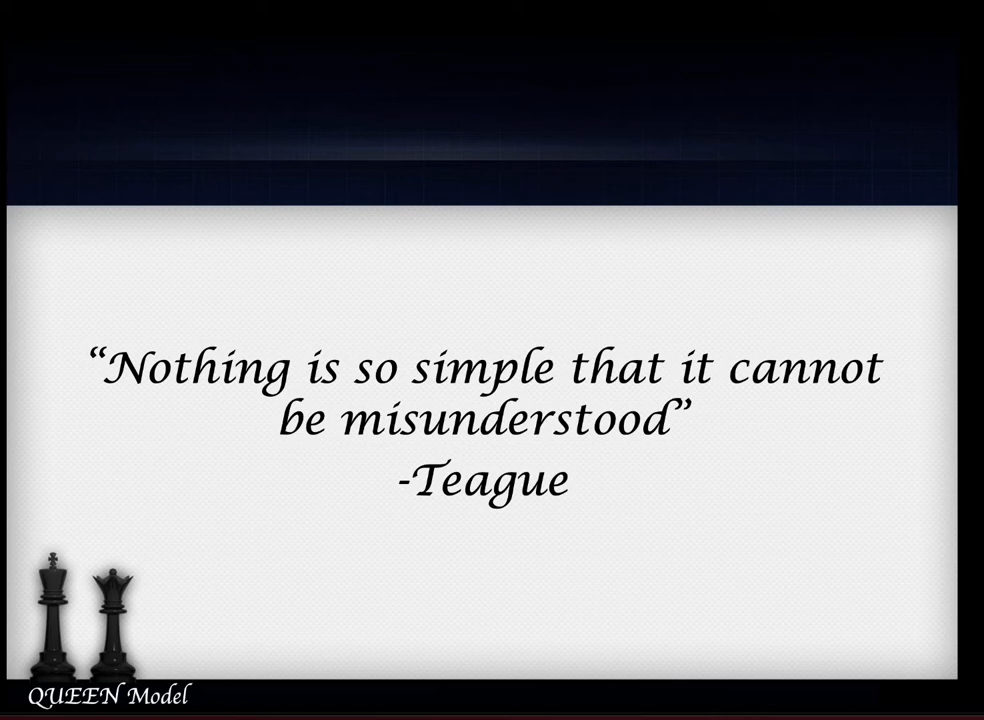 “Nothing is so simple that it cannot
be misunderstood”
-Teague
QUEEN Model